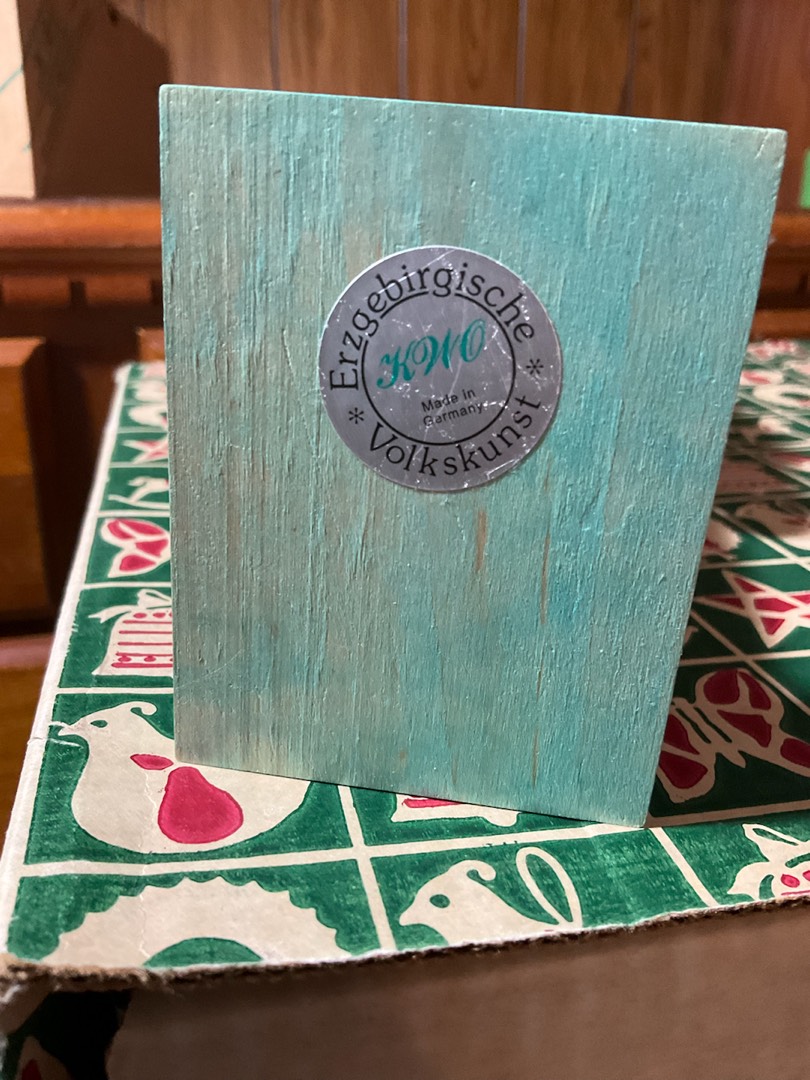 Erzgebirgische
KWO
Made in
Germany
* Volkskunst *